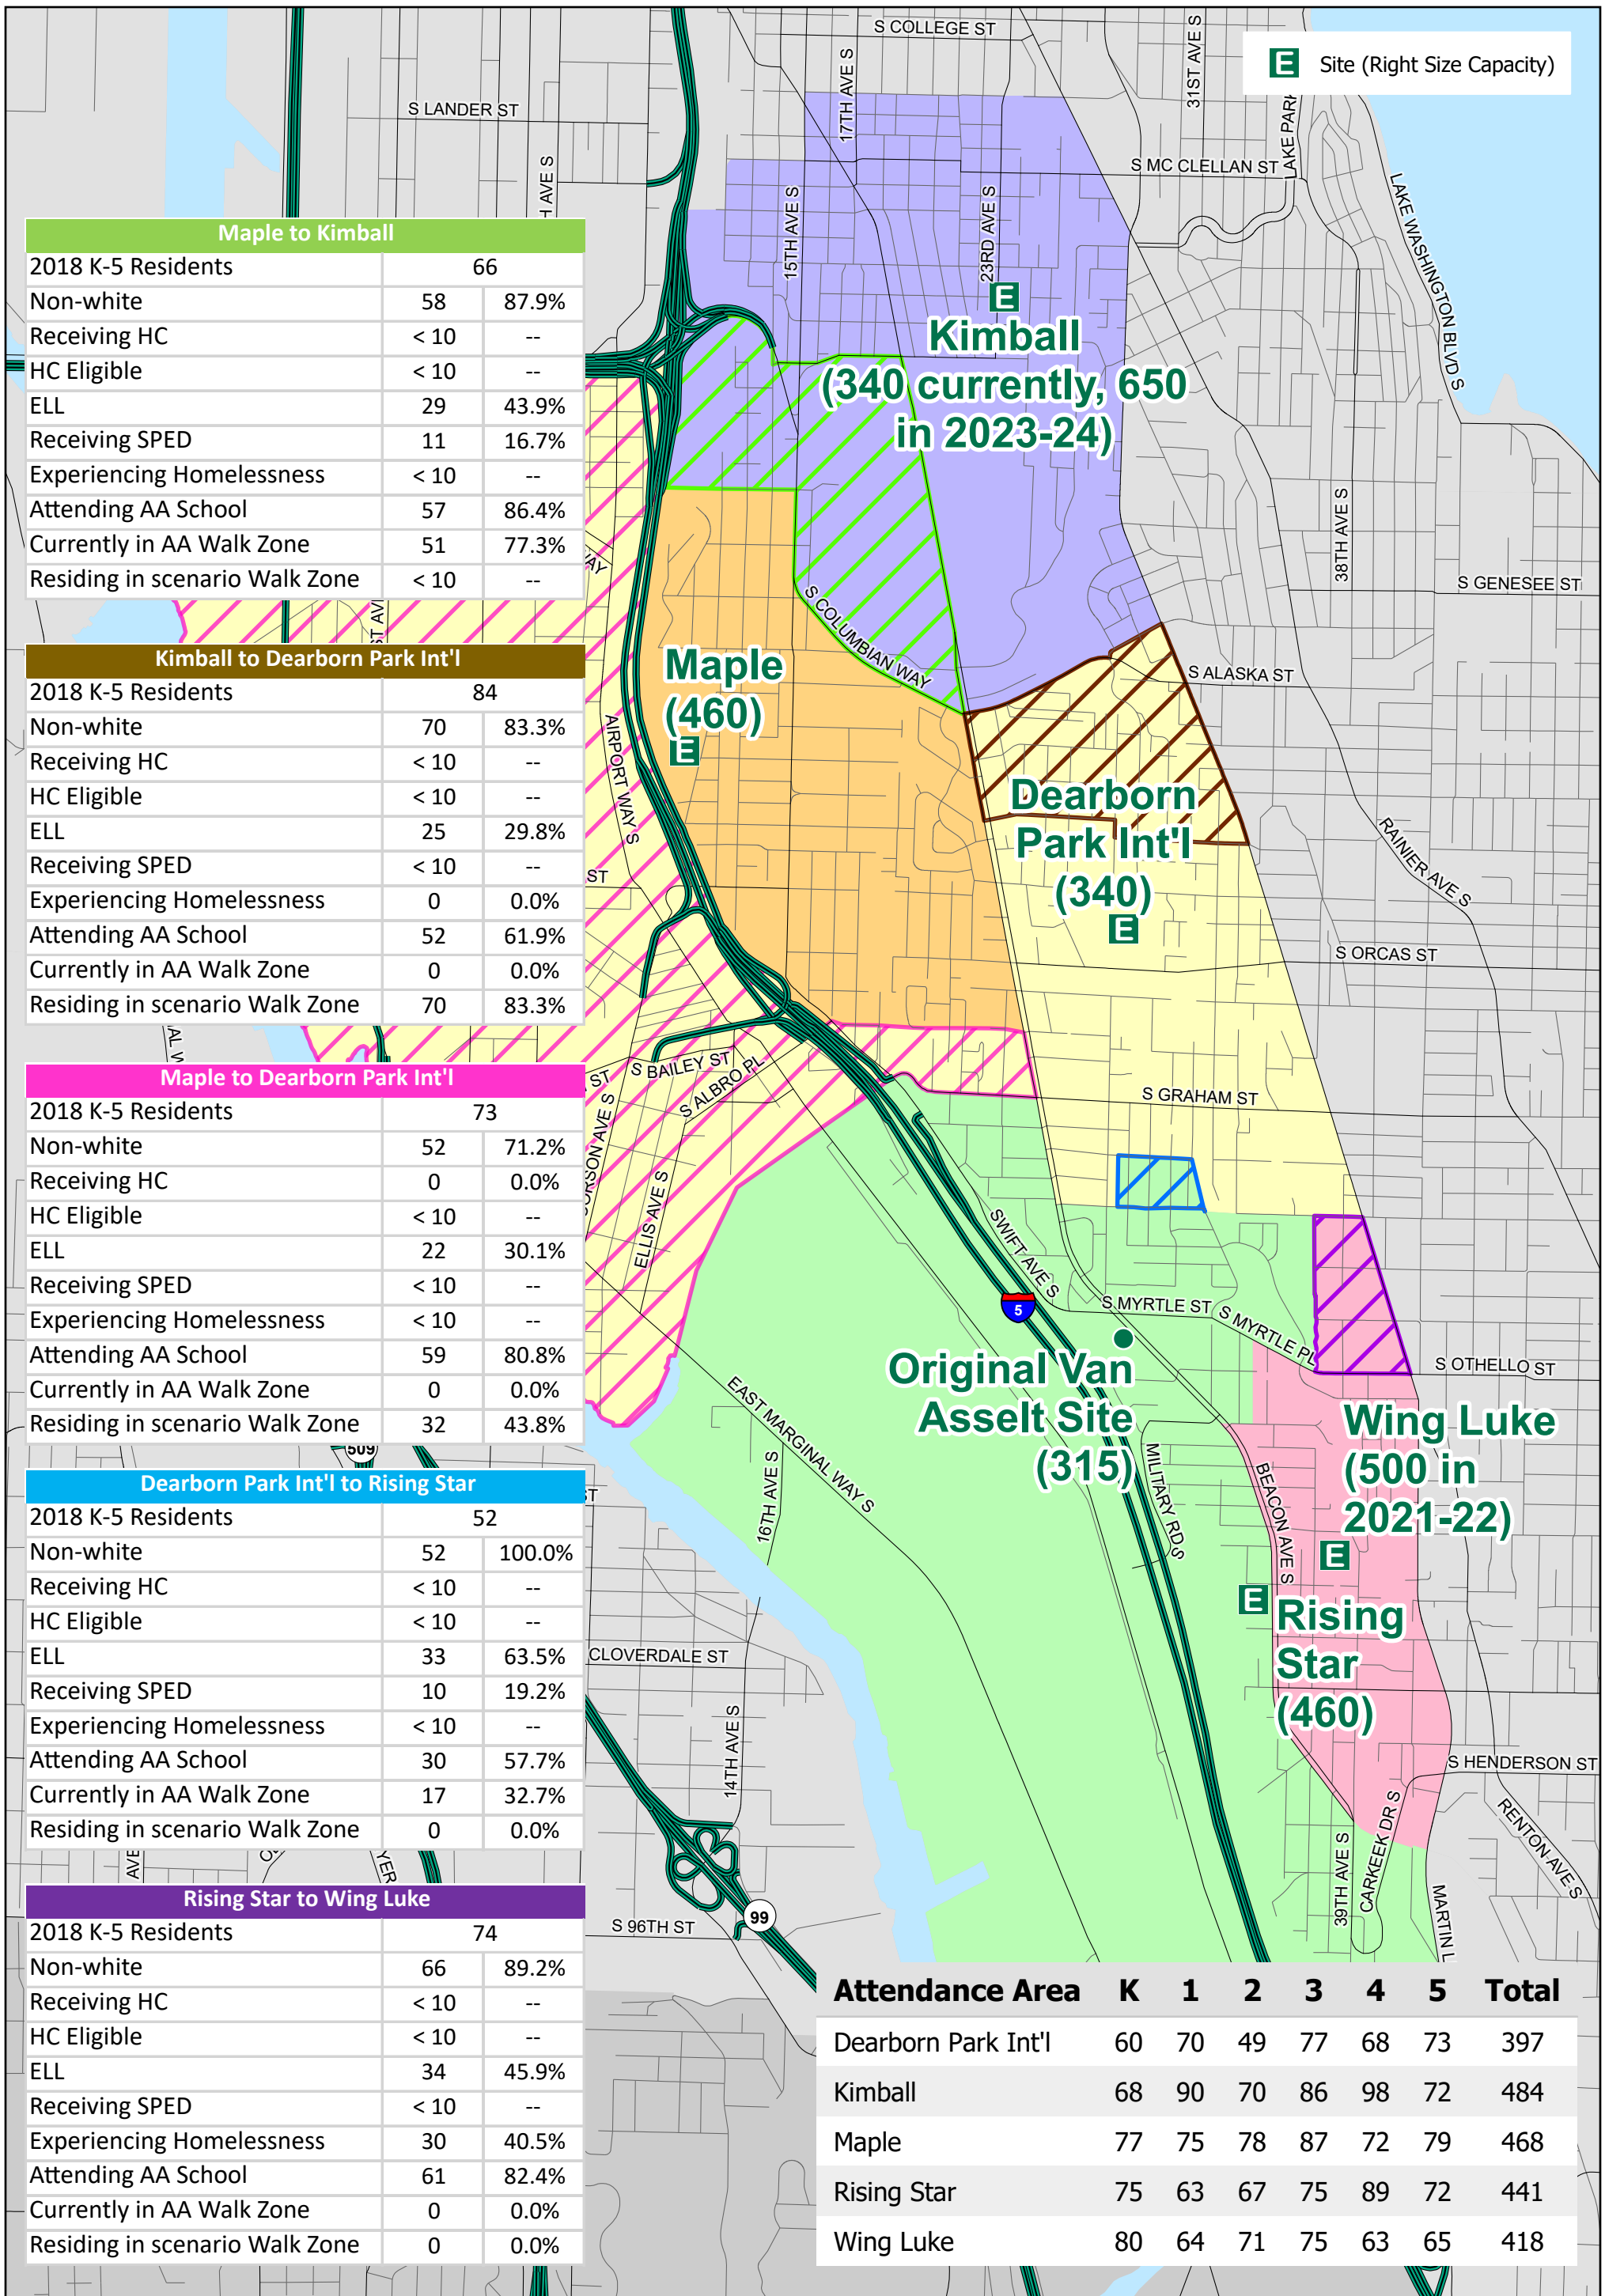 S COLLEGE ST
31ST AVE S
E Site (Right Size Capacity)
17TH AVE S
S LANDER ST
LAKE PARK
S MC CLELLAN ST
H AVE S
15TH AVE S
23RD AVE S
LAKE WASHINGTON BLVD S
Maple to Kimball
2018 K-5 Residents 66
Non-white 58 87.9%
Receiving HC < 10 --
HC Eligible < 10 --
ELL 29 43.9%
Receiving SPED 11 16.7%
Experiencing Homelessness < 10 --
Attending AA School 57 86.4%
Currently in AA Walk Zone 51 77.3%
Residing in scenario Walk Zone < 10 --
E
Kimball
(340 currently, 650
in 2023-24)
38TH AVE S
WAY
S GENESEE ST
ST AVE
S COLUMBIAN WAY
Kimball to Dearborn Park Int'l
2018 K-5 Residents 84
Non-white 70 83.3%
Receiving HC < 10 --
HC Eligible < 10 --
ELL 25 29.8%
Receiving SPED < 10 --
Experiencing Homelessness 0 0.0%
Attending AA School 52 61.9%
Currently in AA Walk Zone 0 0.0%
Residing in scenario Walk Zone 70 83.3%
Maple
(460)
E
S ALASKA ST
AIRPORT WAY S
Dearborn
Park Int'l
(340)
E
RAINIER AVE S
ST
S ORCAS ST
AL W
S BAILEY ST
ST
S ALBRO PL
S GRAHAM ST
Maple to Dearborn Park Int'l
2018 K-5 Residents 73
Non-white 52 71.2%
Receiving HC 0 0.0%
HC Eligible < 10 --
ELL 22 30.1%
Receiving SPED < 10 --
Experiencing Homelessness < 10 --
Attending AA School 59 80.8%
Currently in AA Walk Zone 0 0.0%
Residing in scenario Walk Zone 32 43.8%
ORSON AVE S
ELLIS AVE S
SWIFT AVE S
5
S MYRTLE ST
S MYRTLE PL
S OTHELLO ST
Original Van
Asselt Site
(315)
EAST MARGINAL WAY S
16TH AVE S
MILITARY RD S
BEACON AVE S
Wing Luke
(500 in
2021-22)
E
509
ST
Dearborn Park Int'l to Rising Star
2018 K-5 Residents 52
Non-white 52 100.0%
Receiving HC < 10 --
HC Eligible < 10 --
ELL 33 63.5%
Receiving SPED 10 19.2%
Experiencing Homelessness < 10 --
Attending AA School 30 57.7%
Currently in AA Walk Zone 17 32.7%
Residing in scenario Walk Zone 0 0.0%
E
Rising
Star
(460)
CLOVERDALE ST
14TH AVE S
S HENDERSON ST
RENTON AVE S
39TH AVE S
CARKEEK DR S
MARTIN L
AVE
YER
Rising Star to Wing Luke
2018 K-5 Residents 74
Non-white 66 89.2%
Receiving HC < 10 --
HC Eligible < 10 --
ELL 34 45.9%
Receiving SPED < 10 --
Experiencing Homelessness 30 40.5%
Attending AA School 61 82.4%
Currently in AA Walk Zone 0 0.0%
Residing in scenario Walk Zone 0 0.0%
S 96TH ST
99
Attendance Area K 1 2 3 4 5 Total
Dearborn Park Int'l 60 70 49 77 68 73 397
Kimball 68 90 70 86 98 72 484
Maple 77 75 78 87 72 79 468
Rising Star 75 63 67 75 89 72 441
Wing Luke 80 64 71 75 63 65 418